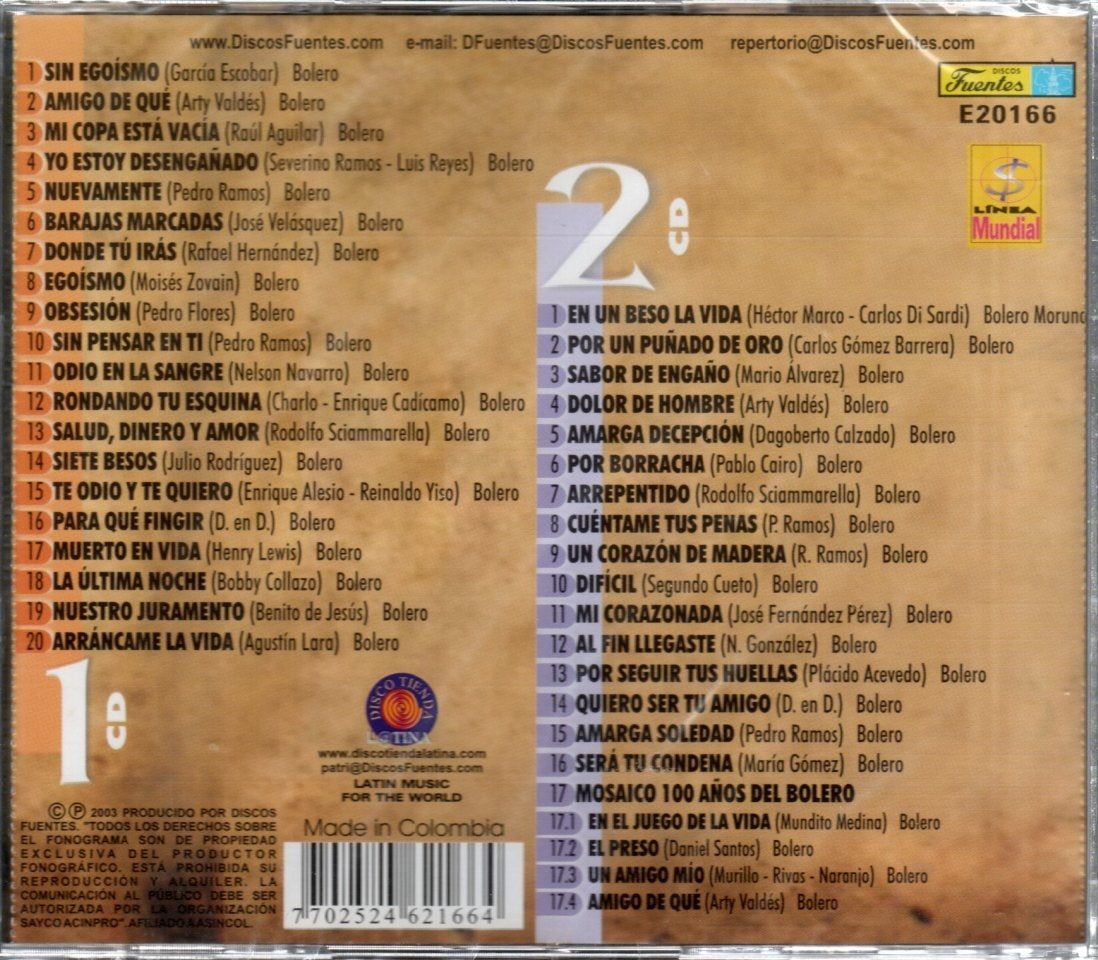 www.DiscosFuentes.com e-mail: DFuentes@DiscosFuentes.com repertorio@DiscosFuentes.com
1 SIN EGOÍSMO (García Escobar) Bolero
2 AMIGO DE QUÉ (Arty Valdés) Bolero
3 MI COPA ESTÁ VACÍA (Raúl Aguilar) Bolero
4 YO ESTOY DESENGAÑADO (Severino Ramos - Luis Reyes) Bolero
5 NUEVAMENTE (Pedro Ramos) Bolero
6 BARAJAS MARCADAS (José Velásquez) Bolero
7 DONDE TÚ IRÁS (Rafael Hernández) Bolero
8 EGOÍSMO (Moisés Zovain) Bolero
9 OBSESIÓN (Pedro Flores) Bolero
10 SIN PENSAR EN TI (Pedro Ramos) Bolero
11 ODIO EN LA SANGRE (Nelson Navarro) Bolero
12 RONDANDO TU ESQUINA (Charlo - Enrique Cadícamo) Bolero
13 SALUD, DINERO Y AMOR (Rodolfo Sciammarella) Bolero
14 SIETE BESOS (Julio Rodríguez) Bolero
15 TE ODIO Y TE QUIERO (Enrique Alesio - Reinaldo Yiso) Bolero
16 PARA QUÉ FINGIR (D. en D.) Bolero
17 MUERTO EN VIDA (Henry Lewis) Bolero
18 LA ÚLTIMA NOCHE (Bobby Collazo) Bolero
19 NUESTRO JURAMENTO (Benito de Jesús) Bolero
20 ARRÁNCAME LA VIDA (Agustín Lara) Bolero
1 CD
DISCO TIENDA
LATINA
www.discotiendalatina.com
patri@DiscosFuentes.com
LATIN MUSIC
FOR THE WORLD
© ℗ 2003 PRODUCIDO POR DISCOS
FUENTES. "TODOS LOS DERECHOS SOBRE
EL FONOGRAMA SON DE PROPIEDAD
EXCLUSIVA DEL PRODUCTOR
FONOGRÁFICO. ESTÁ PROHIBIDA SU
REPRODUCCIÓN Y ALQUILER. LA
COMUNICACIÓN AL PÚBLICO DEBE SER
AUTORIZADA POR LA ORGANIZACIÓN
SAYCO ACINPRO". AFILIADO A ASINCOL.
Made in Colombia
7 702524 621664
DISCOS
Fuentes
E20166
$
LÍNEA
Mundial
2 CD
1 EN UN BESO LA VIDA (Héctor Marco - Carlos Di Sardi) Bolero Moruno
2 POR UN PUÑADO DE ORO (Carlos Gómez Barrera) Bolero
3 SABOR DE ENGAÑO (Mario Álvarez) Bolero
4 DOLOR DE HOMBRE (Arty Valdés) Bolero
5 AMARGA DECEPCIÓN (Dagoberto Calzado) Bolero
6 POR BORRACHA (Pablo Cairo) Bolero
7 ARREPENTIDO (Rodolfo Sciammarella) Bolero
8 CUÉNTAME TUS PENAS (P. Ramos) Bolero
9 UN CORAZÓN DE MADERA (R. Ramos) Bolero
10 DIFÍCIL (Segundo Cueto) Bolero
11 MI CORAZONADA (José Fernández Pérez) Bolero
12 AL FIN LLEGASTE (N. González) Bolero
13 POR SEGUIR TUS HUELLAS (Plácido Acevedo) Bolero
14 QUIERO SER TU AMIGO (D. en D.) Bolero
15 AMARGA SOLEDAD (Pedro Ramos) Bolero
16 SERÁ TU CONDENA (María Gómez) Bolero
17 MOSAICO 100 AÑOS DEL BOLERO
17.1 EN EL JUEGO DE LA VIDA (Mundito Medina) Bolero
17.2 EL PRESO (Daniel Santos) Bolero
17.3 UN AMIGO MÍO (Murillo - Rivas - Naranjo) Bolero
17.4 AMIGO DE QUÉ (Arty Valdés) Bolero